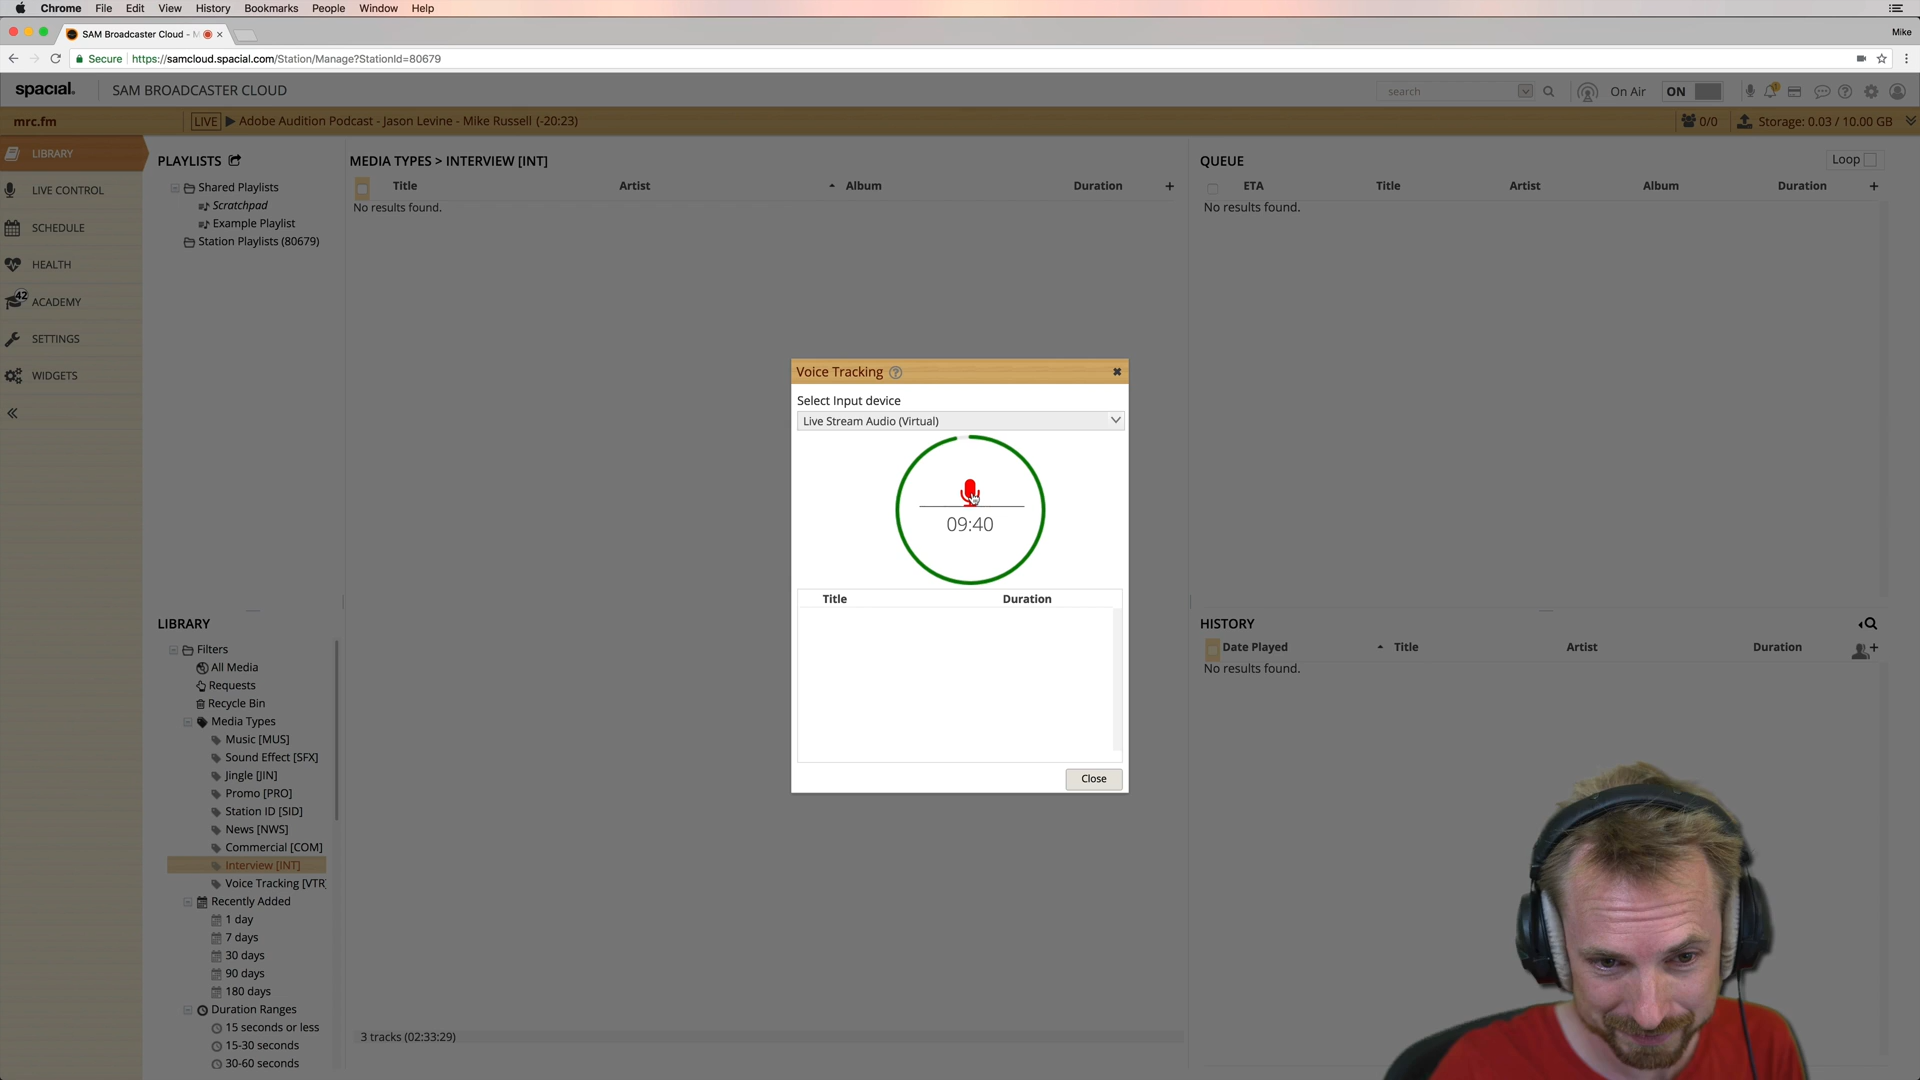 Chrome File Edit View History Bookmarks People Window Help
SAM Broadcaster Cloud - M
Mike
Secure https://samcloud.spacial.com/Station/Manage?StationId=80679
spacial. SAM BROADCASTER CLOUD
search
On Air ON
mrc.fm
LIVE Adobe Audition Podcast - Jason Levine - Mike Russell (-20:23)
0/0 Storage: 0.03 / 10.00 GB
LIBRARY
LIVE CONTROL
SCHEDULE
HEALTH
42
ACADEMY
SETTINGS
WIDGETS
PLAYLISTS
Shared Playlists
Scratchpad
Example Playlist
Station Playlists (80679)
MEDIA TYPES > INTERVIEW [INT]
Title Artist Album Duration +
No results found.
QUEUE
Loop
ETA Title Artist Album Duration +
No results found.
Voice Tracking ?
Select Input device
Live Stream Audio (Virtual)
09:40
Title Duration
Close
LIBRARY
Filters
All Media
Requests
Recycle Bin
Media Types
Music [MUS]
Sound Effect [SFX]
Jingle [JIN]
Promo [PRO]
Station ID [SID]
News [NWS]
Commercial [COM]
Interview [INT]
Voice Tracking [VTR]
Recently Added
1 day
7 days
30 days
90 days
180 days
Duration Ranges
15 seconds or less
15-30 seconds
30-60 seconds
3 tracks (02:33:29)
HISTORY
Date Played Title Artist Duration +
No results found.